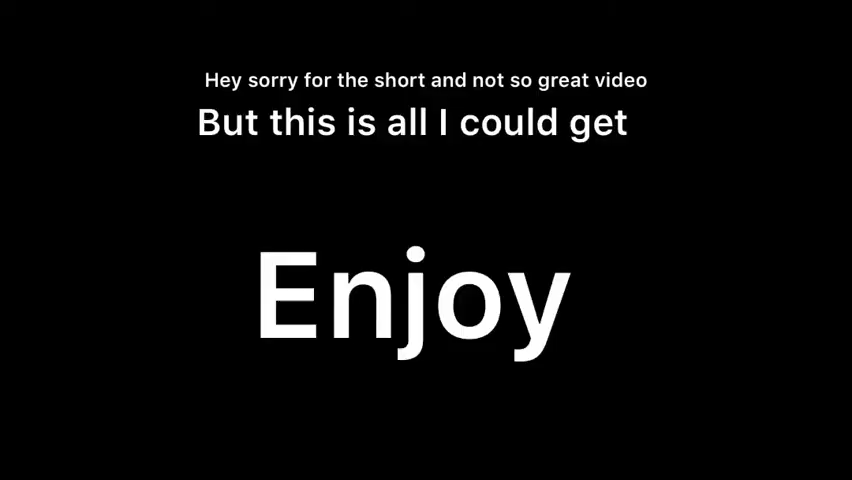 Hey sorry for the short and not so great video
But this is all I could get
Enjoy